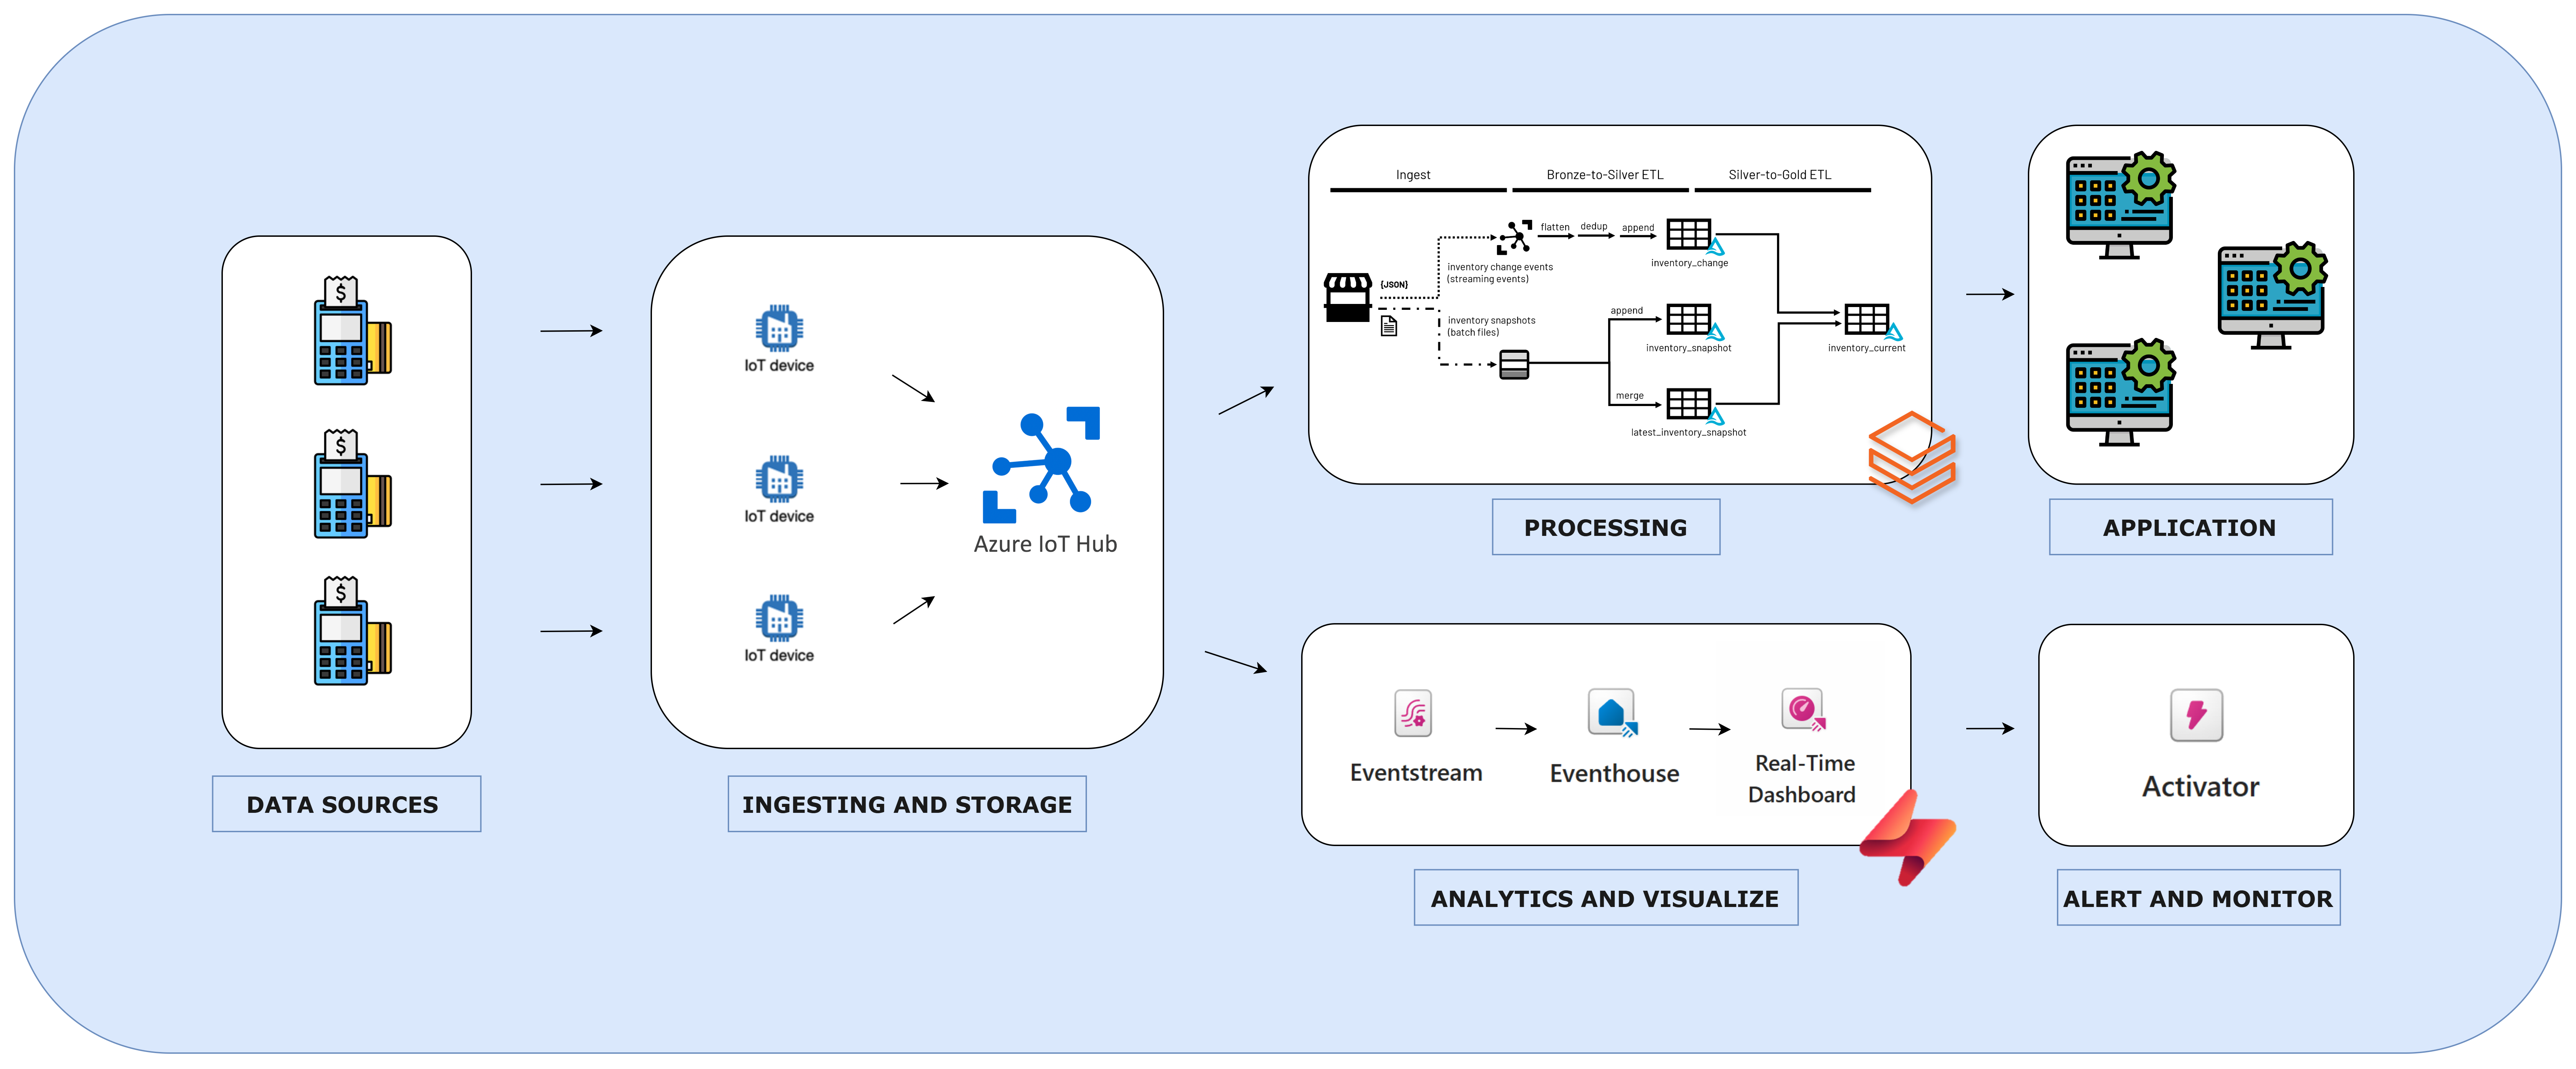 $
$
$
DATA SOURCES
IoT device
IoT device
IoT device
Azure IoT Hub
INGESTING AND STORAGE
Ingest
Bronze-to-Silver ETL
Silver-to-Gold ETL
{JSON}
inventory change events
(streaming events)
flatten
dedup
append
inventory_change
inventory snapshots
(batch files)
append
inventory_snapshot
merge
latest_inventory_snapshot
inventory_current
PROCESSING
APPLICATION
Eventstream
Eventhouse
Real-Time
Dashboard
ANALYTICS AND VISUALIZE
Activator
ALERT AND MONITOR